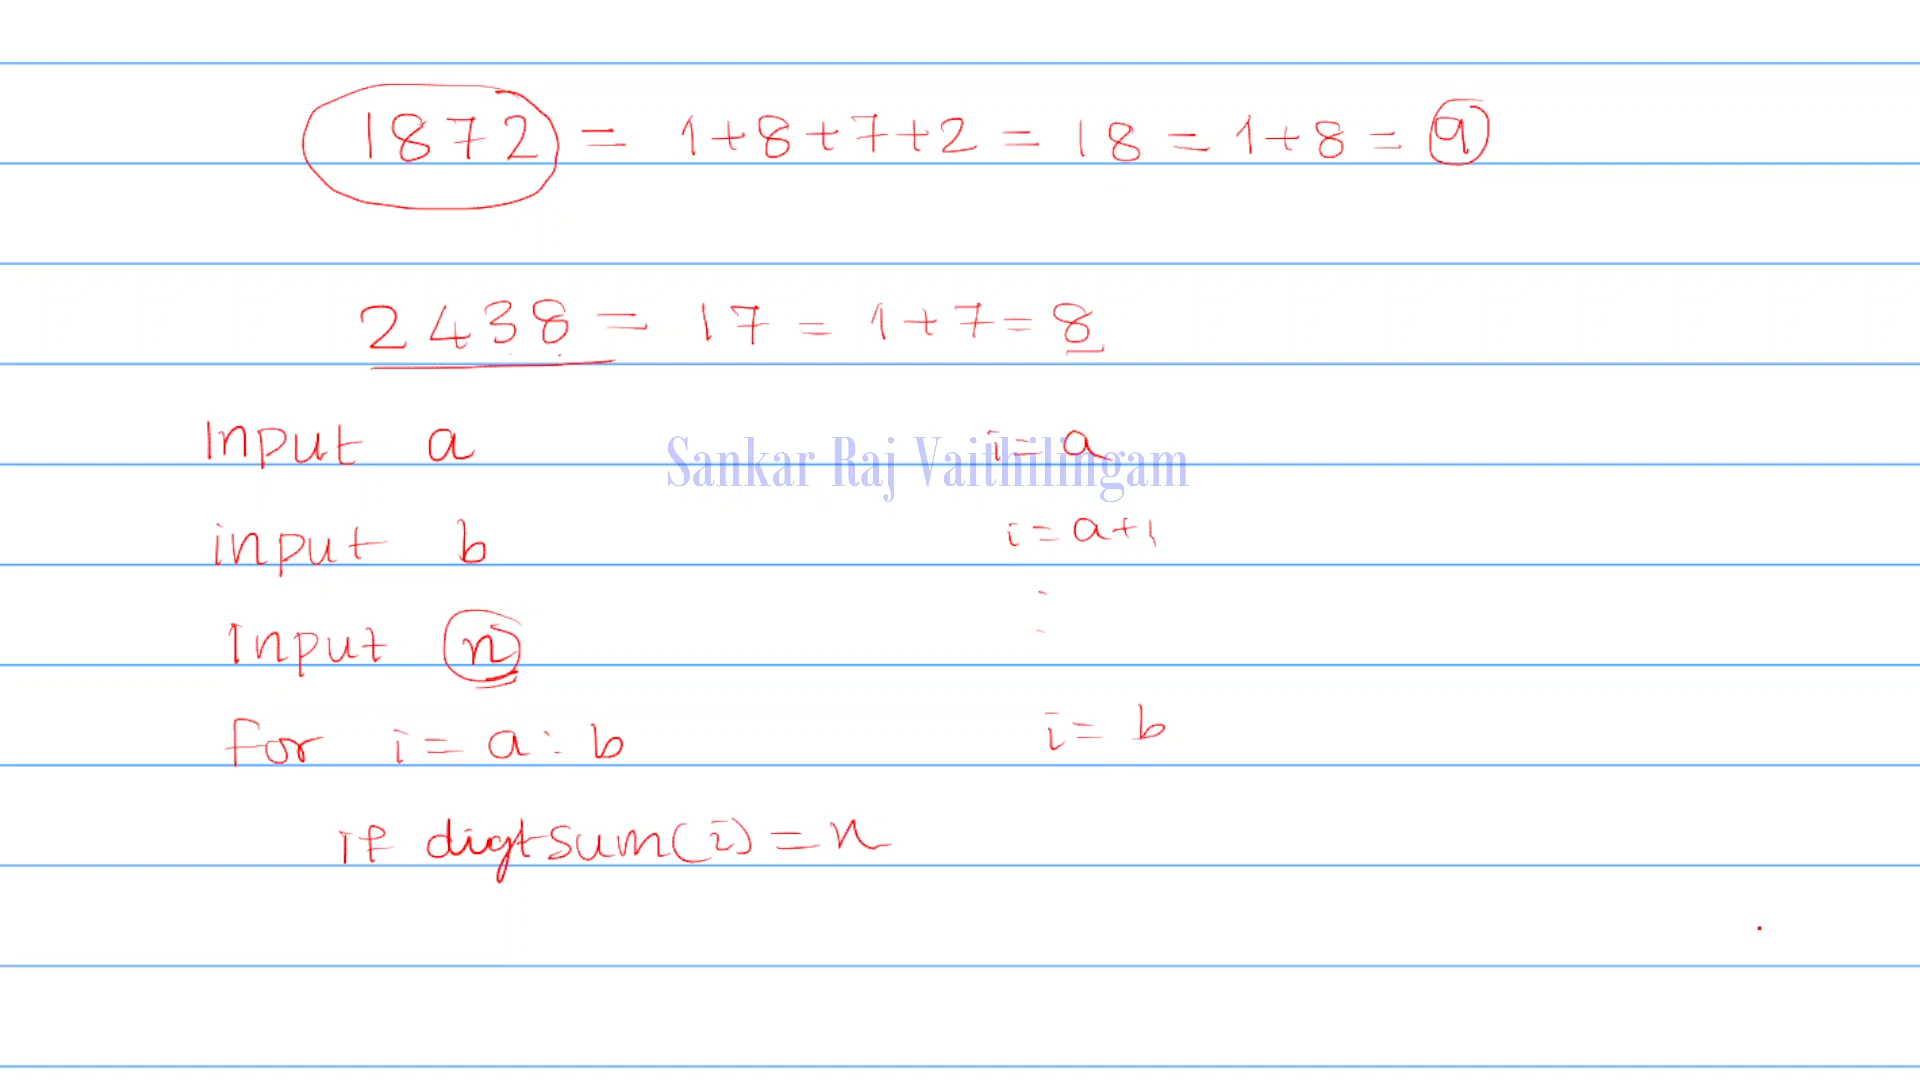 1872 = 1+8+7+2 = 18 = 1+8 = 9
2438 = 17 = 1+7 = 8
Input a
i = a
Sankar Raj Vaithilingam
input b
i = a+1
Input n
for i = a : b
i = b
if digtsum(i) = n